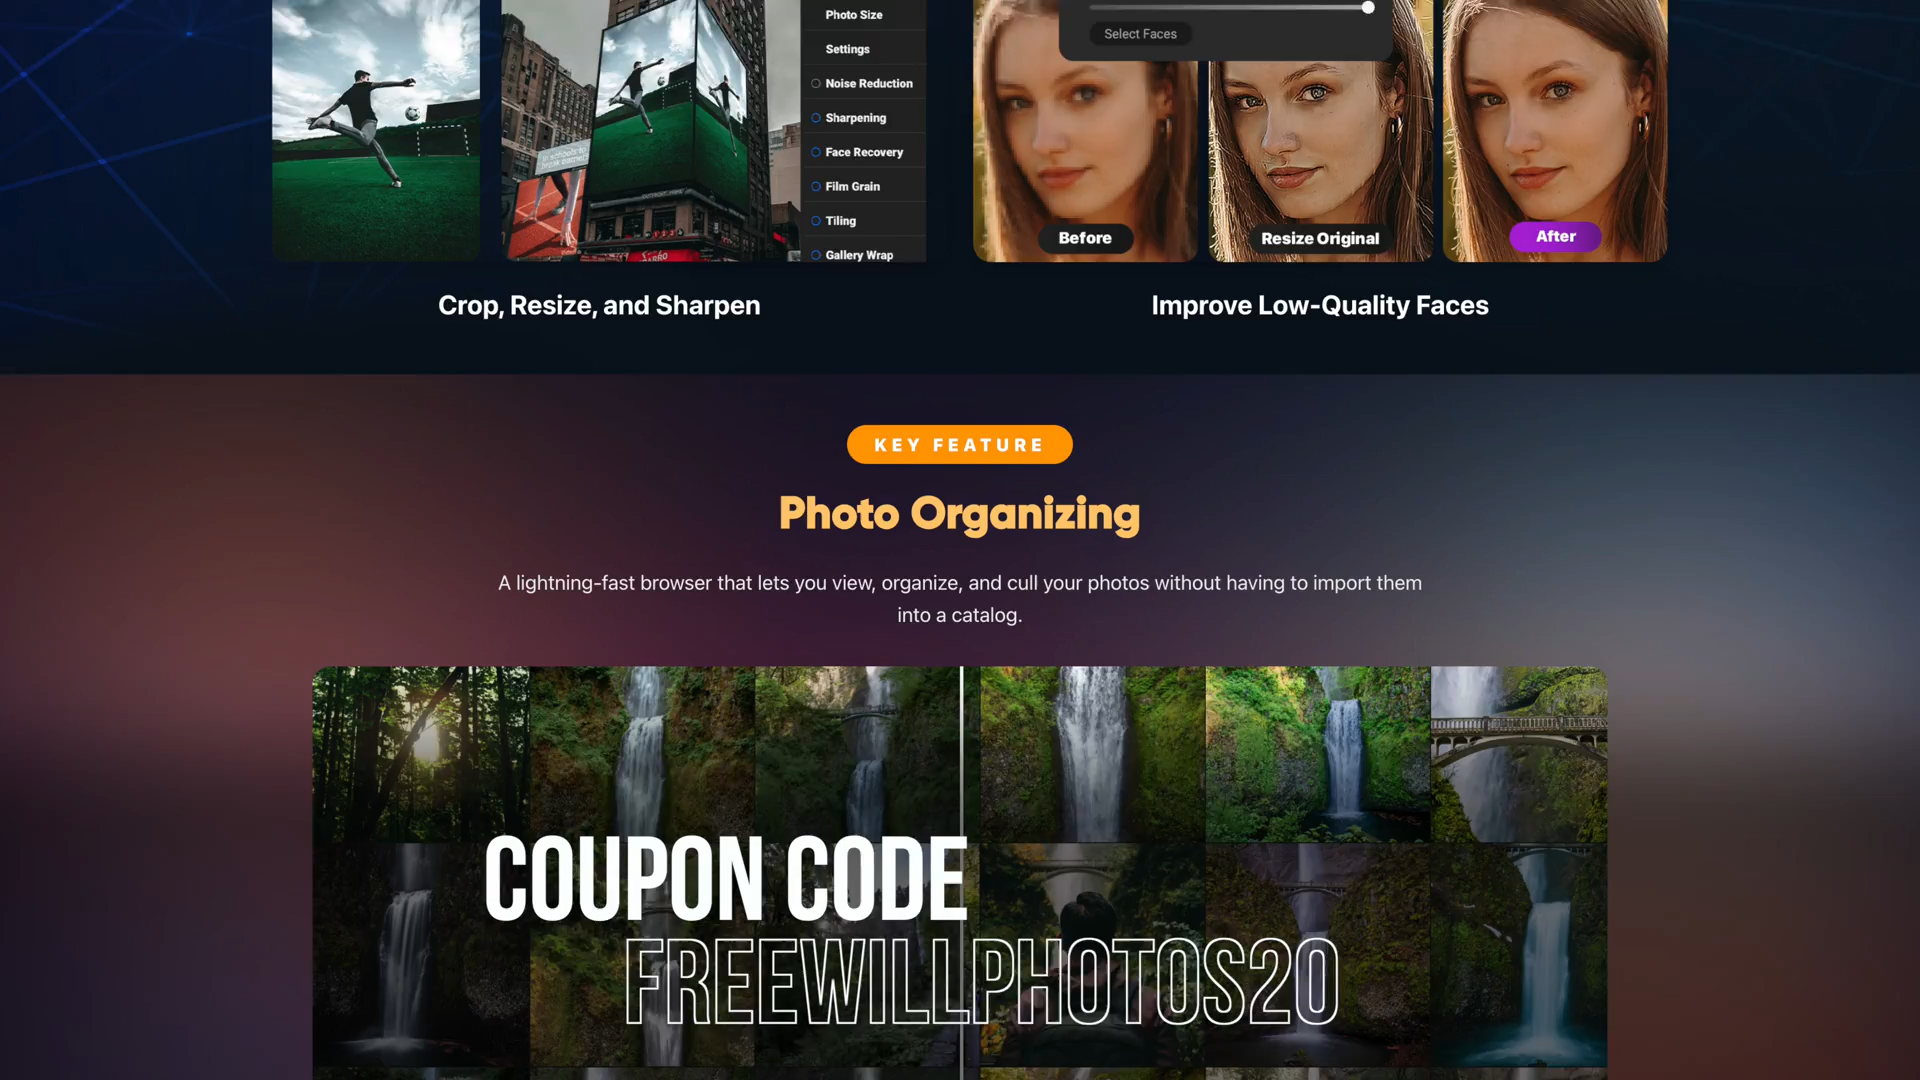 Photo Size
Settings
Noise Reduction
Sharpening
Face Recovery
Film Grain
Tiling
Gallery Wrap
Select Faces
Before
Resize Original
After
Crop, Resize, and Sharpen
Improve Low-Quality Faces
KEY FEATURE
Photo Organizing
A lightning-fast browser that lets you view, organize, and cull your photos without having to import them
into a catalog.
COUPON CODE
FREEWILLPHOTOS20